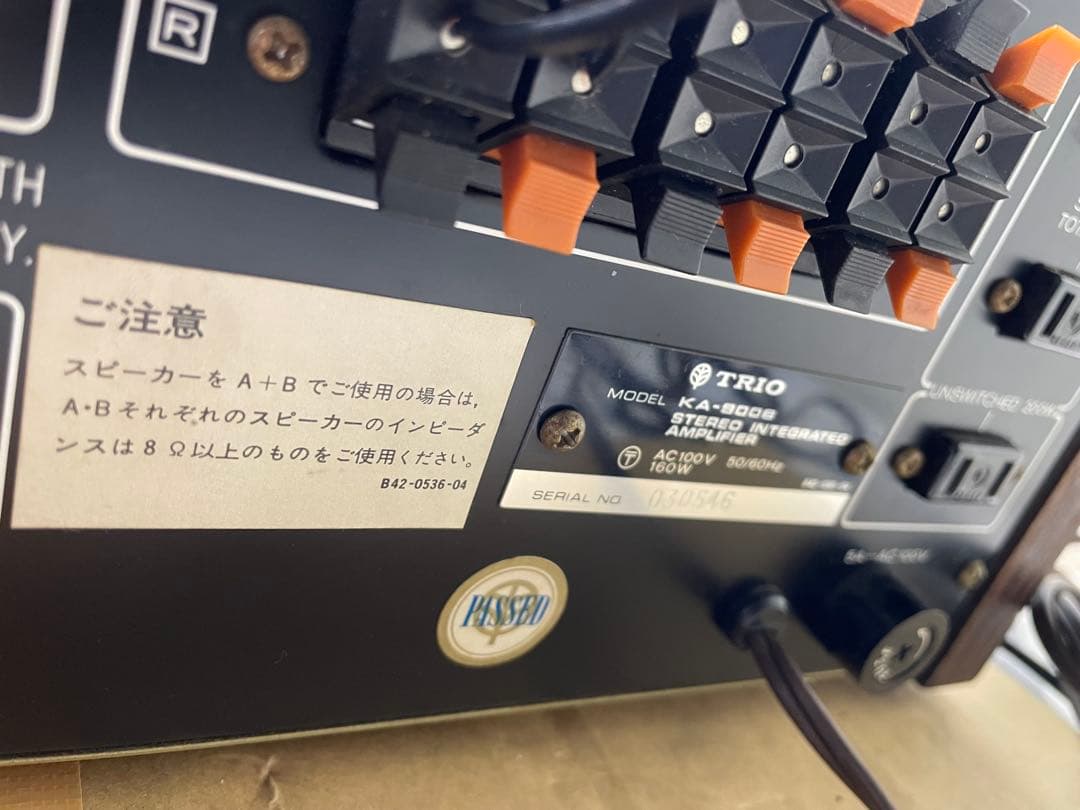 R
TH
Y.
ご注意
スピーカーを A+B でご使用の場合は,
A・Bそれぞれのスピーカーのインピーダ
ンスは 8 Ω以上のものをご使用ください。
B42-0536-04
TRIO
MODEL KA-8006
STEREO INTEGRATED
AMPLIFIER
AC100V 50/60Hz
160W
SERIAL NO. 030546
PASSED
UNSWITCHED